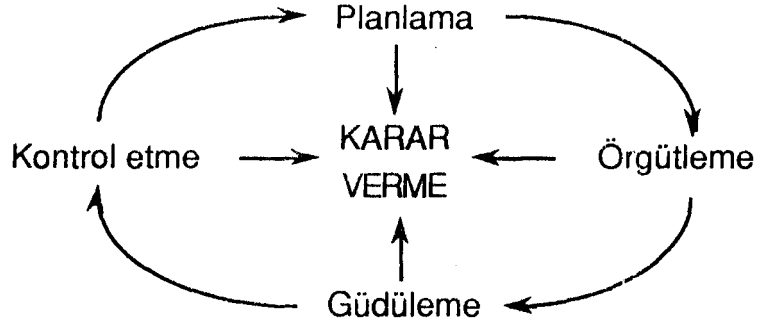 Planlama
KARAR
VERME
Kontrol etme
Örgütleme
Güdüleme